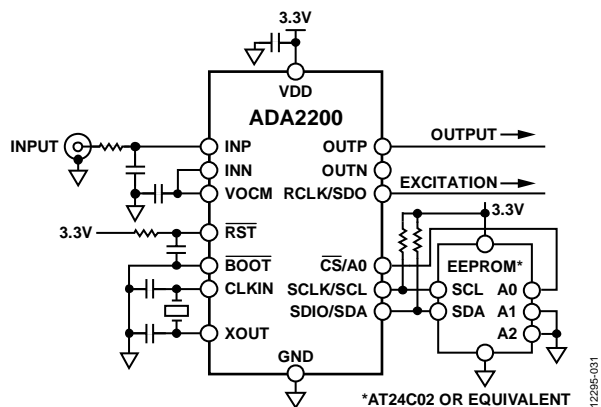 3.3V
VDD
ADA2200
INPUT
INP
OUTP
OUTPUT
INN
OUTN
VOCM
RCLK/SDO
EXCITATION
3.3V
3.3V
RST
EEPROM*
BOOT
CS/A0
CLKIN
SCLK/SCL
SCL
A0
SDIO/SDA
SDA
A1
XOUT
A2
GND
*AT24C02 OR EQUIVALENT
12295-031